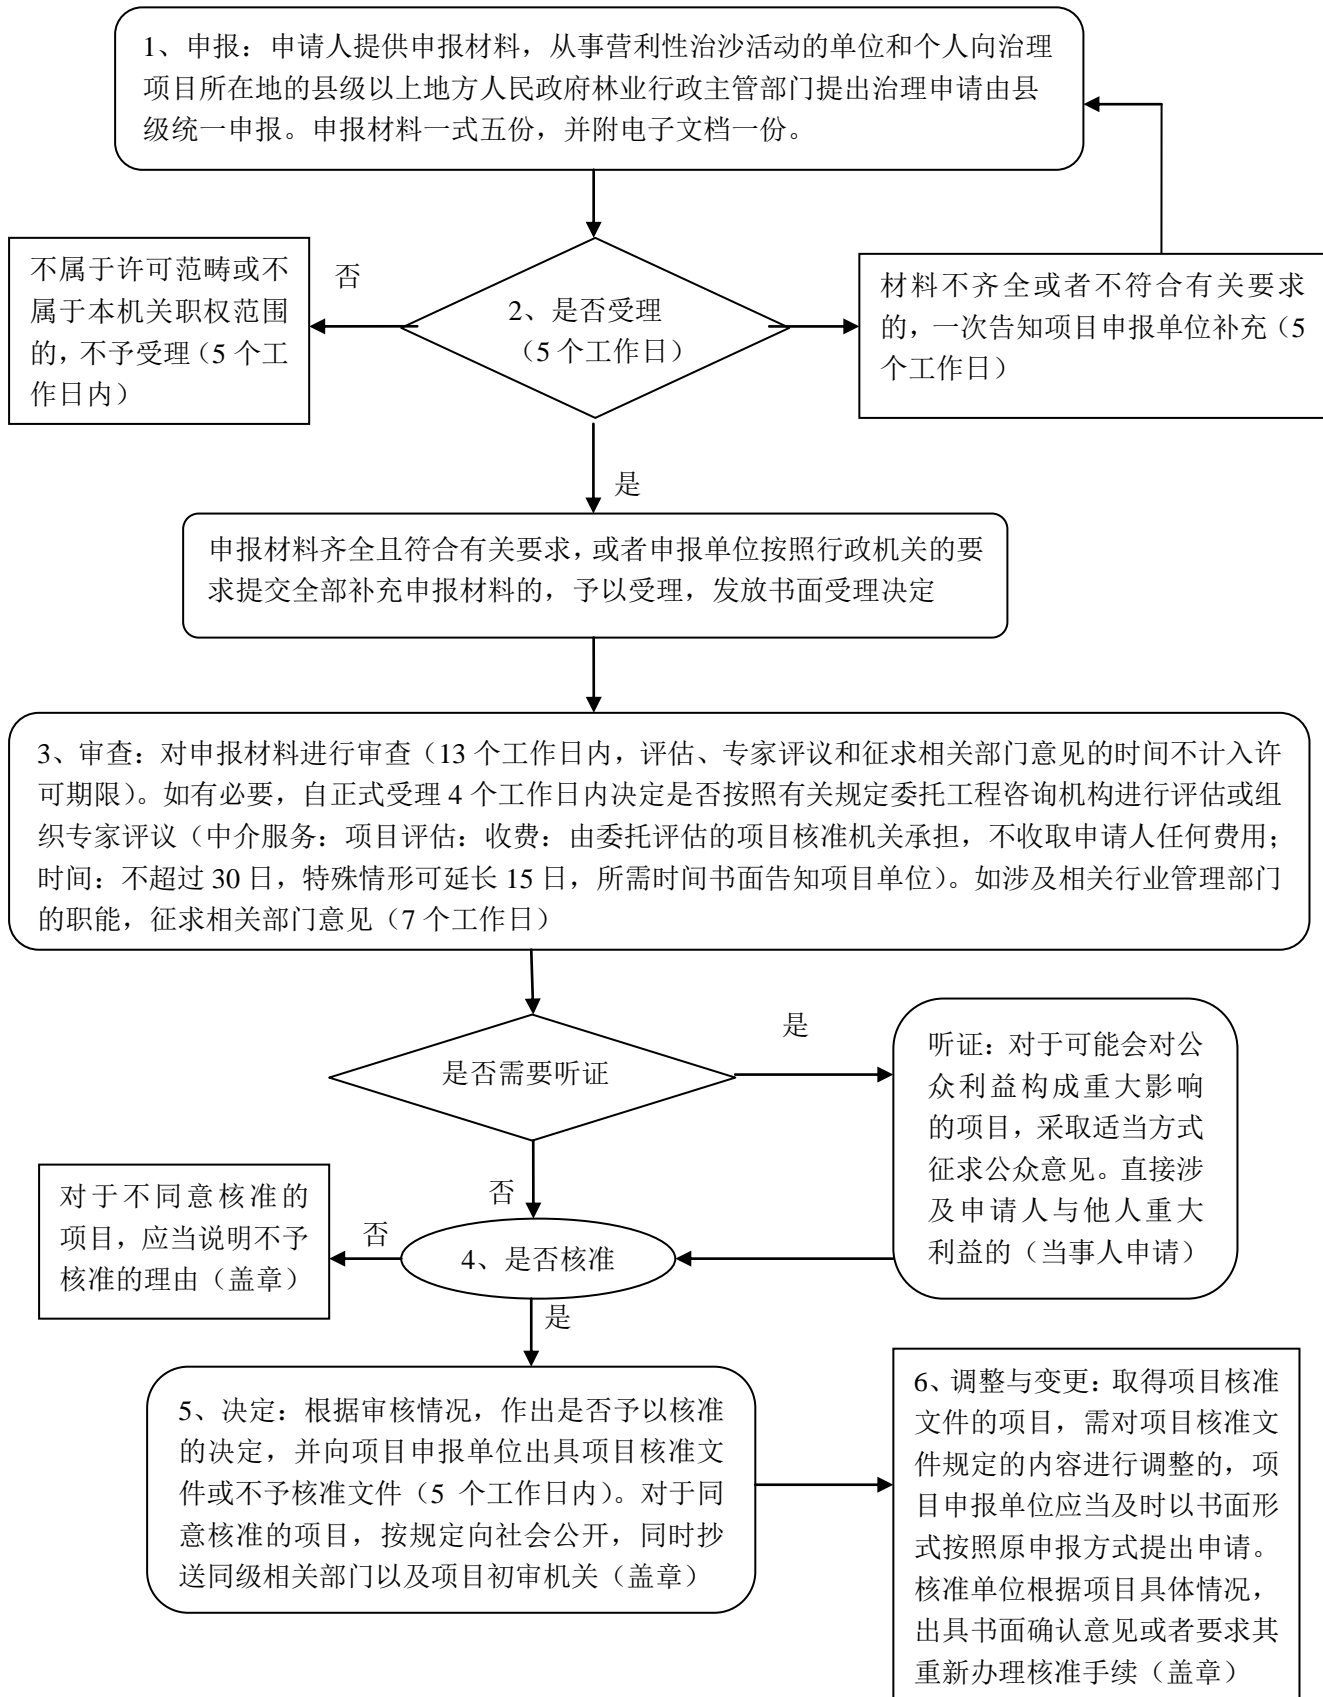 1、申报：申请人提供申报材料，从事营利性治沙活动的单位和个人向治理
项目所在地的县级以上地方人民政府林业行政主管部门提出治理申请由县
级统一申报。申报材料一式五份，并附电子文档一份。
不属于许可范畴或不
属于本机关职权范围
的，不予受理（5 个工
作日内）
否
2、是否受理
（5 个工作日）
材料不齐全或者不符合有关要求
的，一次告知项目申报单位补充（5
个工作日）
是
申报材料齐全且符合有关要求，或者申报单位按照行政机关的要
求提交全部补充申报材料的，予以受理，发放书面受理决定
3、审查：对申报材料进行审查（13 个工作日内，评估、专家评议和征求相关部门意见的时间不计入许
可期限）。如有必要，自正式受理 4 个工作日内决定是否按照有关规定委托工程咨询机构进行评估或组
织专家评议（中介服务：项目评估：收费：由委托评估的项目核准机关承担，不收取申请人任何费用；
时间：不超过 30 日，特殊情形可延长 15 日，所需时间书面告知项目单位）。如涉及相关行业管理部门
的职能，征求相关部门意见（7 个工作日）
是否需要听证
是
听证：对于可能会对公
众利益构成重大影响
的项目，采取适当方式
征求公众意见。直接涉
及申请人与他人重大
利益的（当事人申请）
否
对于不同意核准的
项目，应当说明不予
核准的理由（盖章）
否
4、是否核准
是
5、决定：根据审核情况，作出是否予以核准
的决定，并向项目申报单位出具项目核准文
件或不予核准文件（5 个工作日内）。对于同
意核准的项目，按规定向社会公开，同时抄
送同级相关部门以及项目初审机关（盖章）
6、调整与变更：取得项目核准
文件的项目，需对项目核准文
件规定的内容进行调整的，项
目申报单位应当及时以书面形
式按照原申报方式提出申请。
核准单位根据项目具体情况，
出具书面确认意见或者要求其
重新办理核准手续（盖章）